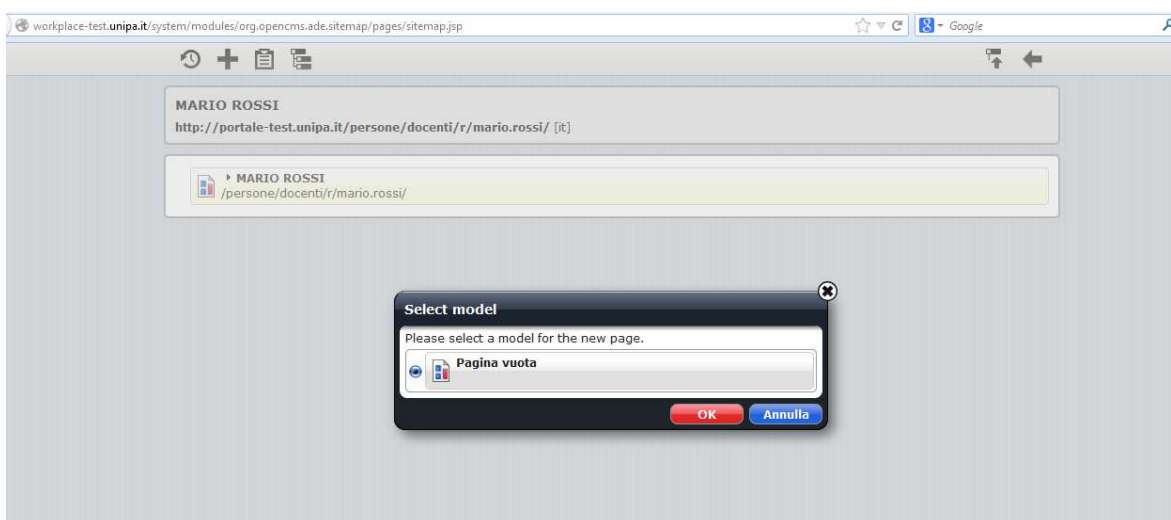 workplace-test.unipa.it/system/modules/org.opencms.ade.sitemap/pages/sitemap.jsp
Google
MARIO ROSSI
http://portale-test.unipa.it/persone/docenti/r/mario.rossi/ [it]
MARIO ROSSI
/persone/docenti/r/mario.rossi/
Select model
Please select a model for the new page.
Pagina vuota
OK Annulla